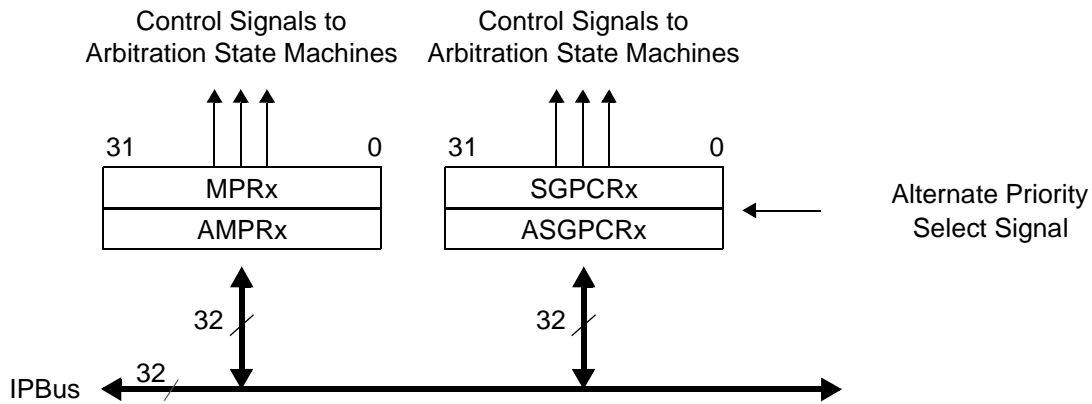 Control Signals to
Arbitration State Machines
Control Signals to
Arbitration State Machines
31 0
31 0
MPRx
AMPRx
SGPCRx
ASGPCRx
Alternate Priority
Select Signal
32
32
IPBus
32